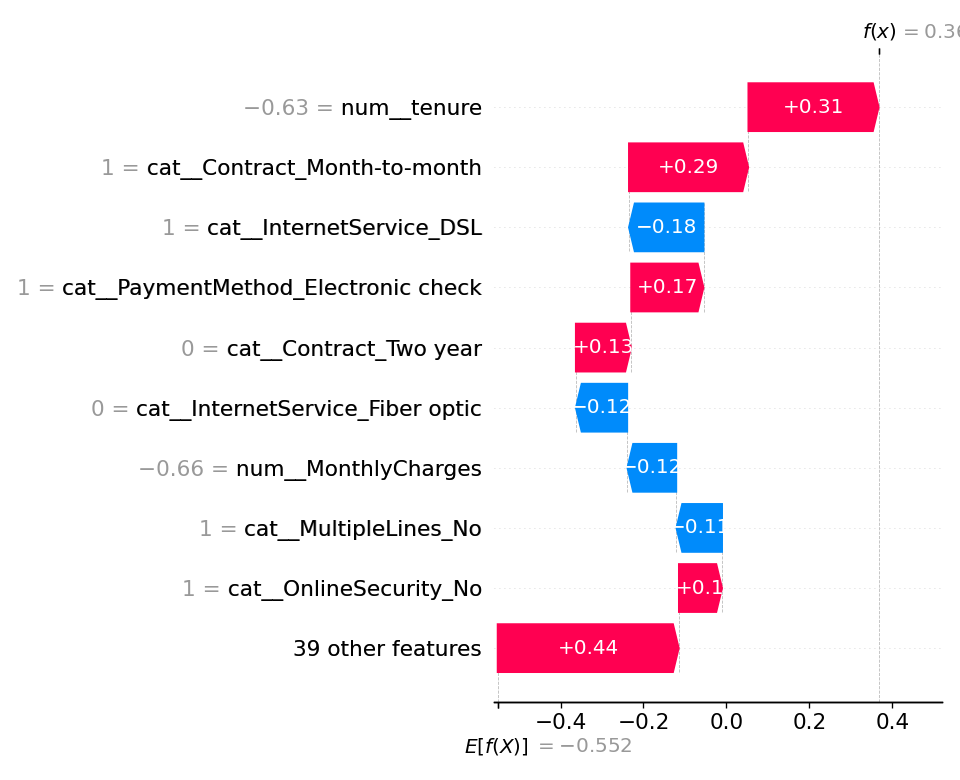 f(x) = 0.36
−0.63 = num__tenure
+0.31
1 = cat__Contract_Month-to-month
+0.29
1 = cat__InternetService_DSL
−0.18
1 = cat__PaymentMethod_Electronic check
+0.17
0 = cat__Contract_Two year
+0.13
0 = cat__InternetService_Fiber optic
−0.12
−0.66 = num__MonthlyCharges
−0.12
1 = cat__MultipleLines_No
−0.11
1 = cat__OnlineSecurity_No
+0.1
39 other features
+0.44
−0.4 −0.2 0.0 0.2 0.4
E[f(X)] = −0.552